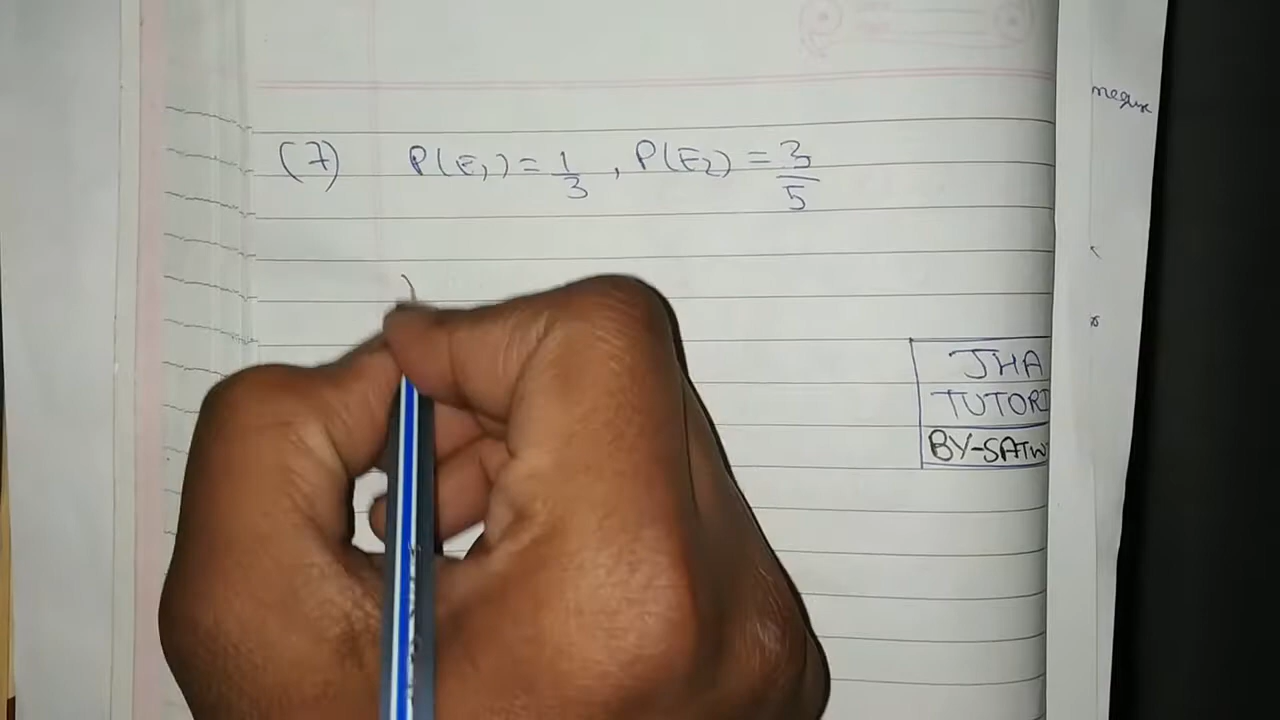 (7) P(E₁) = 1/3 , P(E₂) = 3/5
JHA
TUTORI
BY-SATW